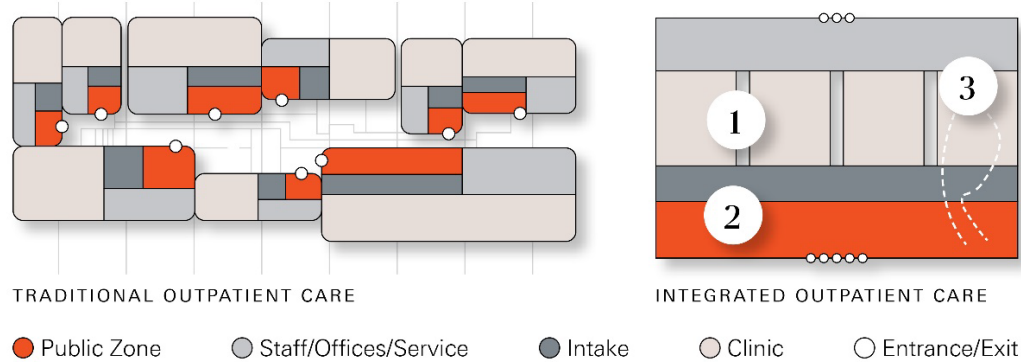 1
2
3
TRADITIONAL OUTPATIENT CARE
INTEGRATED OUTPATIENT CARE
Public Zone
Staff/Offices/Service
Intake
Clinic
Entrance/Exit